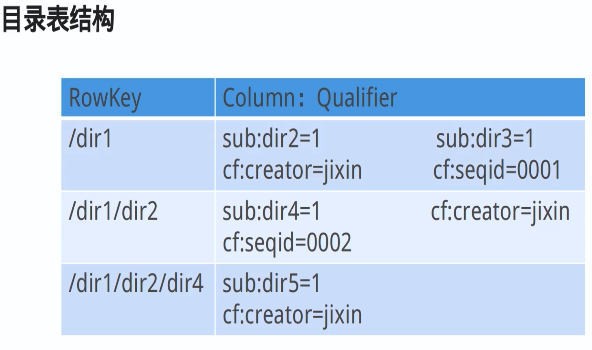 目录表结构
RowKey Column：Qualifier
/dir1 sub:dir2=1 sub:dir3=1
cf:creator=jixin cf:seqid=0001
/dir1/dir2 sub:dir4=1 cf:creator=jixin
cf:seqid=0002
/dir1/dir2/dir4 sub:dir5=1
cf:creator=jixin